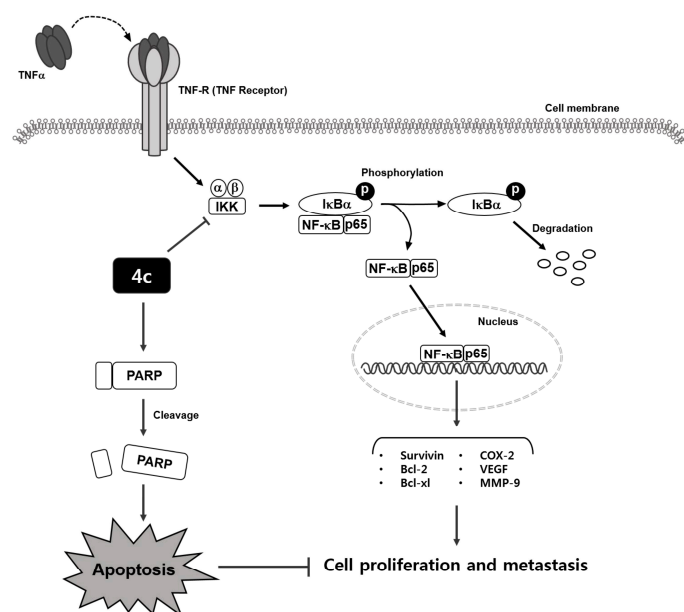 TNFα
TNF-R (TNF Receptor)
Cell membrane
Phosphorylation
α β
IKK
p
IκBα
NF-κB p65
p
IκBα
Degradation
4c
NF-κB p65
Nucleus
NF-κB p65
PARP
Cleavage
PARP
• Survivin • COX-2
• Bcl-2 • VEGF
• Bcl-xl • MMP-9
Apoptosis
Cell proliferation and metastasis